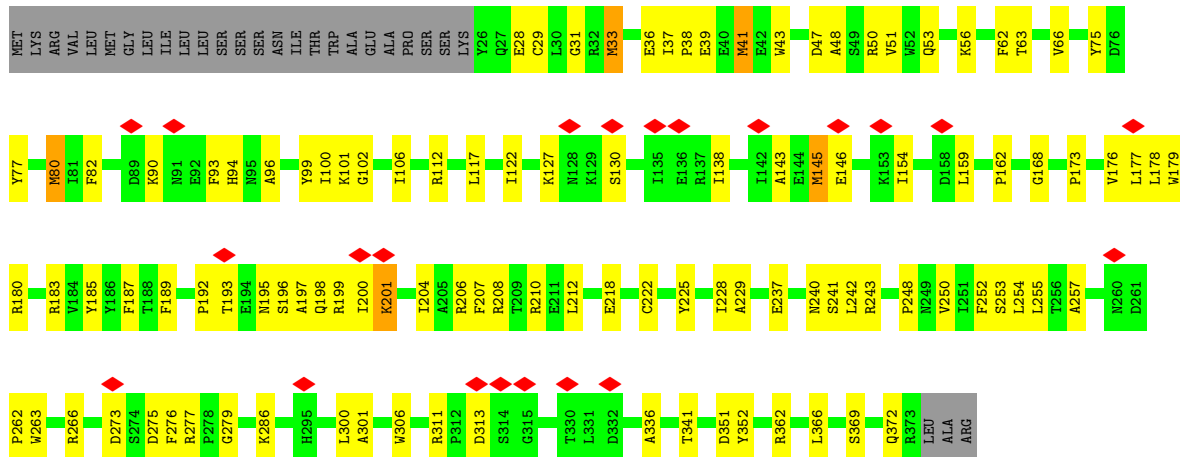 MET LYS ARG VAL LEU MET GLY LEU ILE LEU LEU SER SER SER ASN ILE THR TRP ALA GLU ALA PRO SER SER LYS Y26 Q27 E28 C29 L30 G31 R32 M33 E36 I37 P38 E39 E40 M41 E42 W43 D47 A48 S49 R50 V51 W52 Q53 K56 F62 T63 V66 Y75 D76
Y77 M80 I81 F82 D89 K90 N91 E92 F93 H94 N95 A96 Y99 I100 K101 G102 I106 R112 L117 I122 K127 N128 K129 S130 I135 E136 R137 I138 I142 A143 E144 M145 E146 K153 I154 D158 L159 P162 G168 P173 V176 L177 L178 W179
R180 R183 V184 Y185 Y186 F187 T188 F189 P192 T193 E194 N195 S196 A197 Q198 R199 I200 K201 I204 A205 R206 F207 R208 T209 R210 E211 L212 E218 C222 Y225 I228 A229 E237 N240 S241 L242 R243 P248 N249 V250 I251 F252 S253 L254 L255 T256 A257 N260 D261
P262 W263 R266 D273 S274 D275 F276 R277 P278 G279 K286 H295 L300 A301 W306 R311 P312 D313 S314 G315 T330 L331 D332 A336 T341 D351 Y352 R362 L366 S369 Q372 R373 LEU ALA ARG